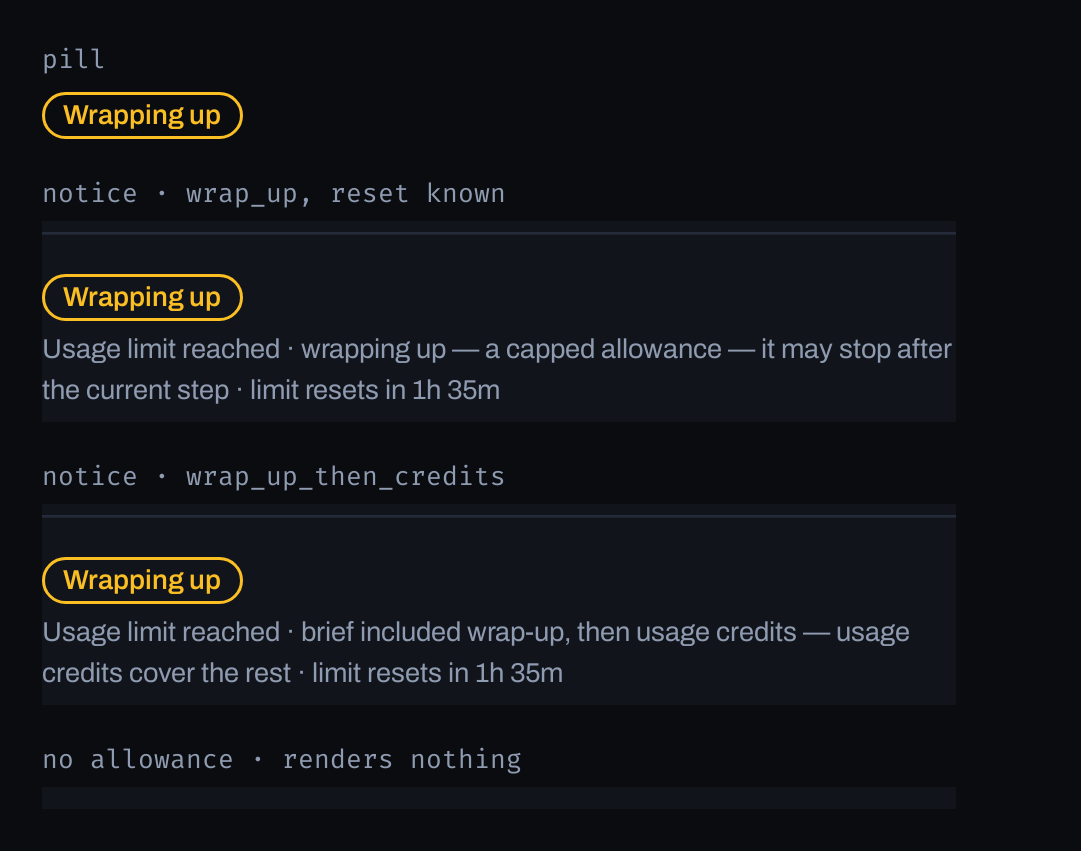 pill
Wrapping up
notice · wrap_up, reset known
Wrapping up
Usage limit reached · wrapping up — a capped allowance — it may stop after
the current step · limit resets in 1h 35m
notice · wrap_up_then_credits
Wrapping up
Usage limit reached · brief included wrap-up, then usage credits — usage
credits cover the rest · limit resets in 1h 35m
no allowance · renders nothing